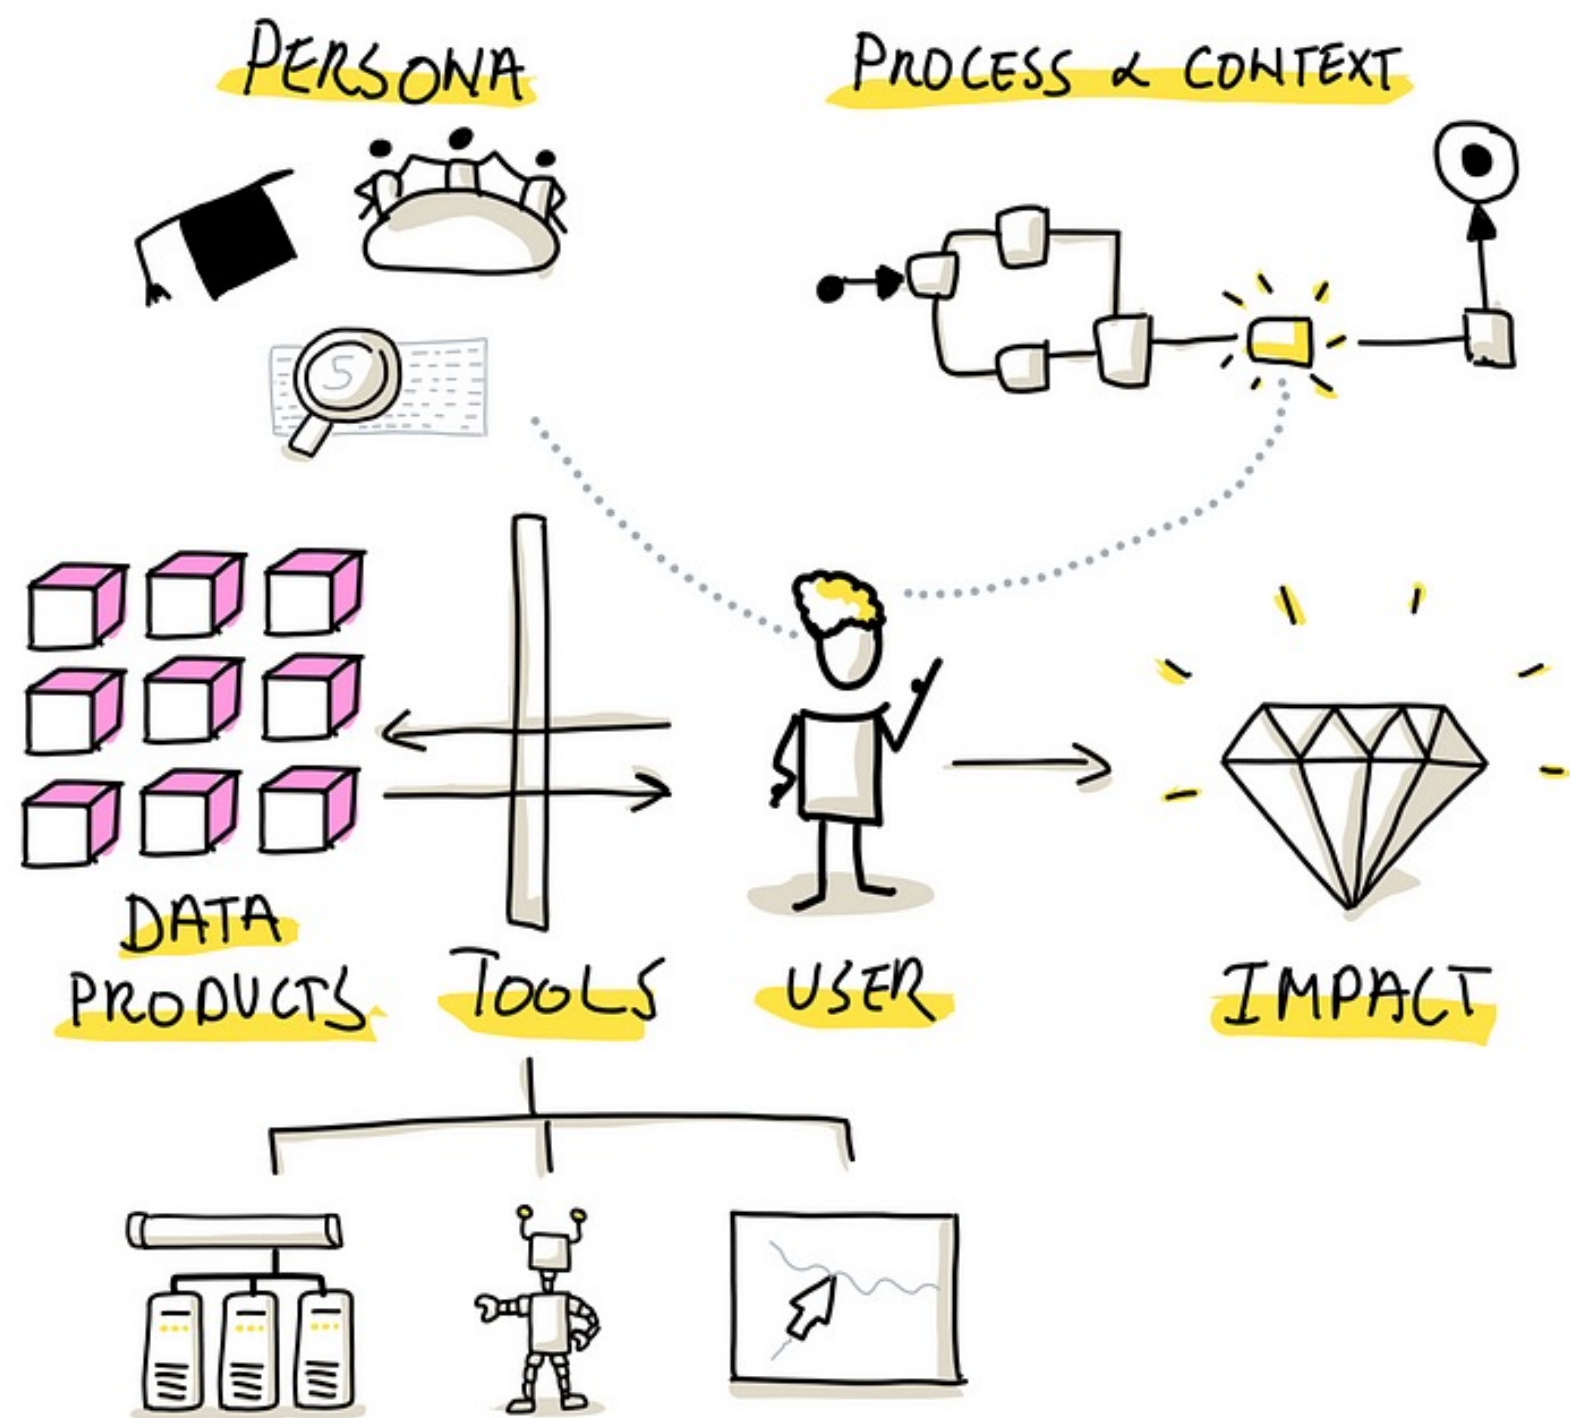 PERSONA
PROCESS & CONTEXT
S
DATA
PRODUCTS
TOOLS
USER
IMPACT